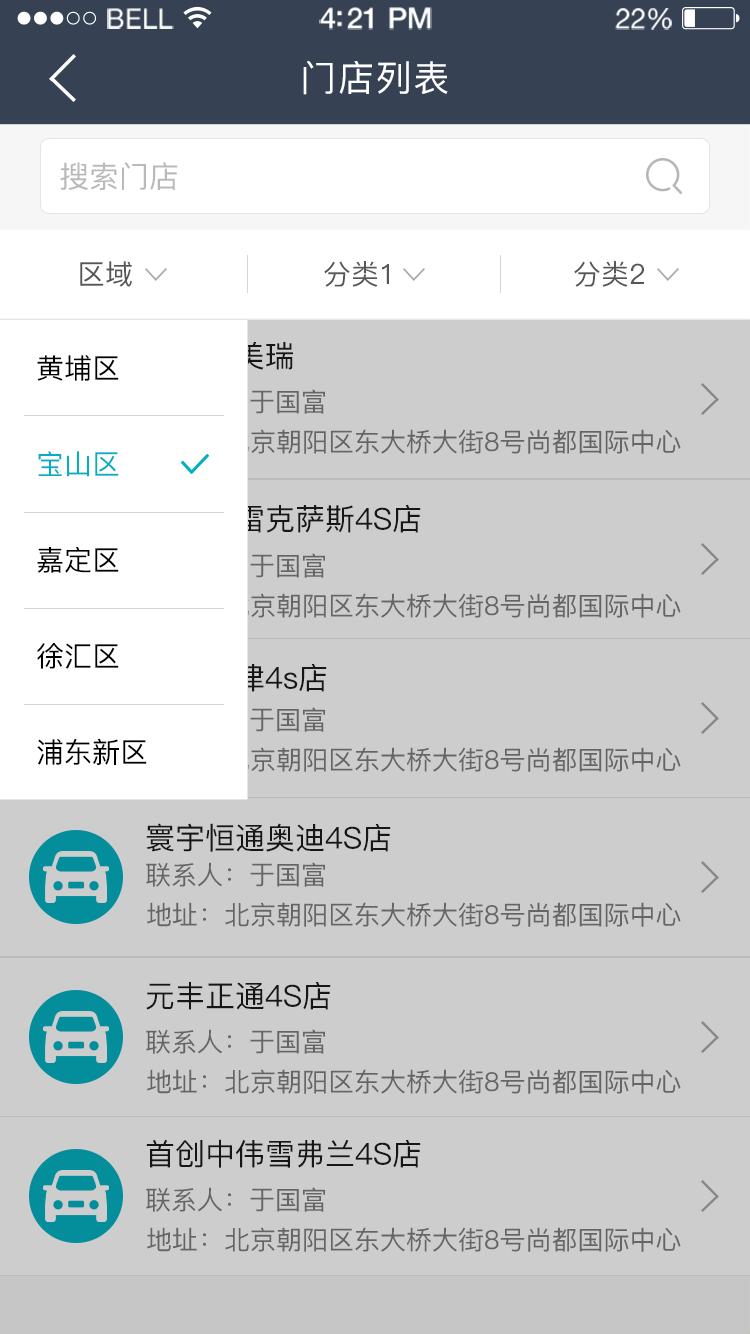 BELL 4:21 PM 22%
门店列表
搜索门店
区域 分类1 分类2
黄埔区
宝山区
嘉定区
徐汇区
浦东新区
美瑞
于国富
京朝阳区东大桥大街8号尚都国际中心
雷克萨斯4S店
于国富
京朝阳区东大桥大街8号尚都国际中心
津4s店
于国富
京朝阳区东大桥大街8号尚都国际中心
寰宇恒通奥迪4S店
联系人：于国富
地址：北京朝阳区东大桥大街8号尚都国际中心
元丰正通4S店
联系人：于国富
地址：北京朝阳区东大桥大街8号尚都国际中心
首创中伟雪弗兰4S店
联系人：于国富
地址：北京朝阳区东大桥大街8号尚都国际中心